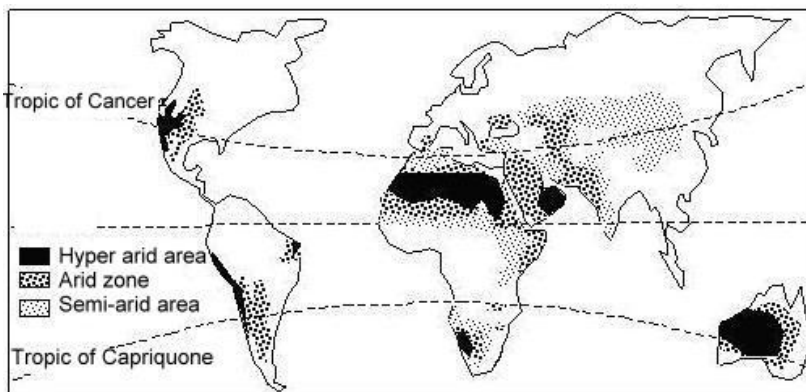 Tropic of Cancer
Hyper arid area
Arid zone
Semi-arid area
Tropic of Capriquone